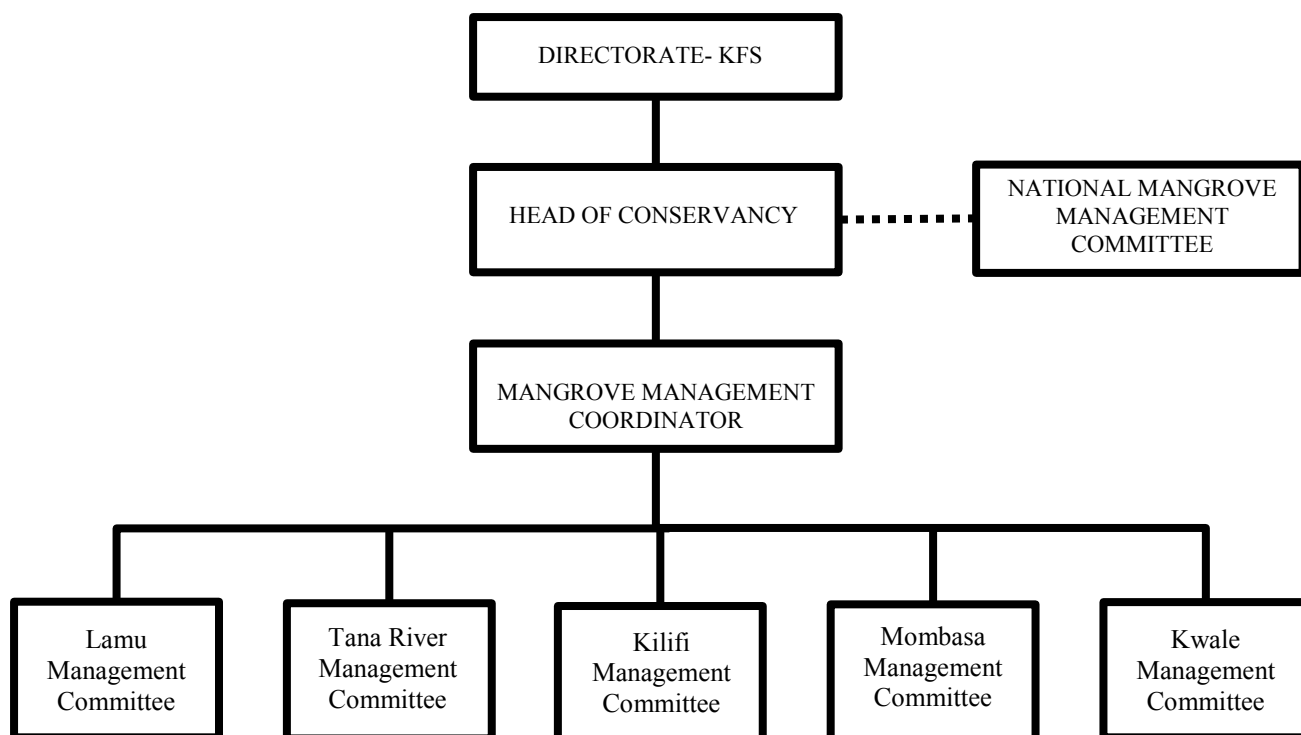 DIRECTORATE- KFS
HEAD OF CONSERVANCY
NATIONAL MANGROVE
MANAGEMENT
COMMITTEE
MANGROVE MANAGEMENT
COORDINATOR
Lamu
Management
Committee
Tana River
Management
Committee
Kilifi
Management
Committee
Mombasa
Management
Committee
Kwale
Management
Committee